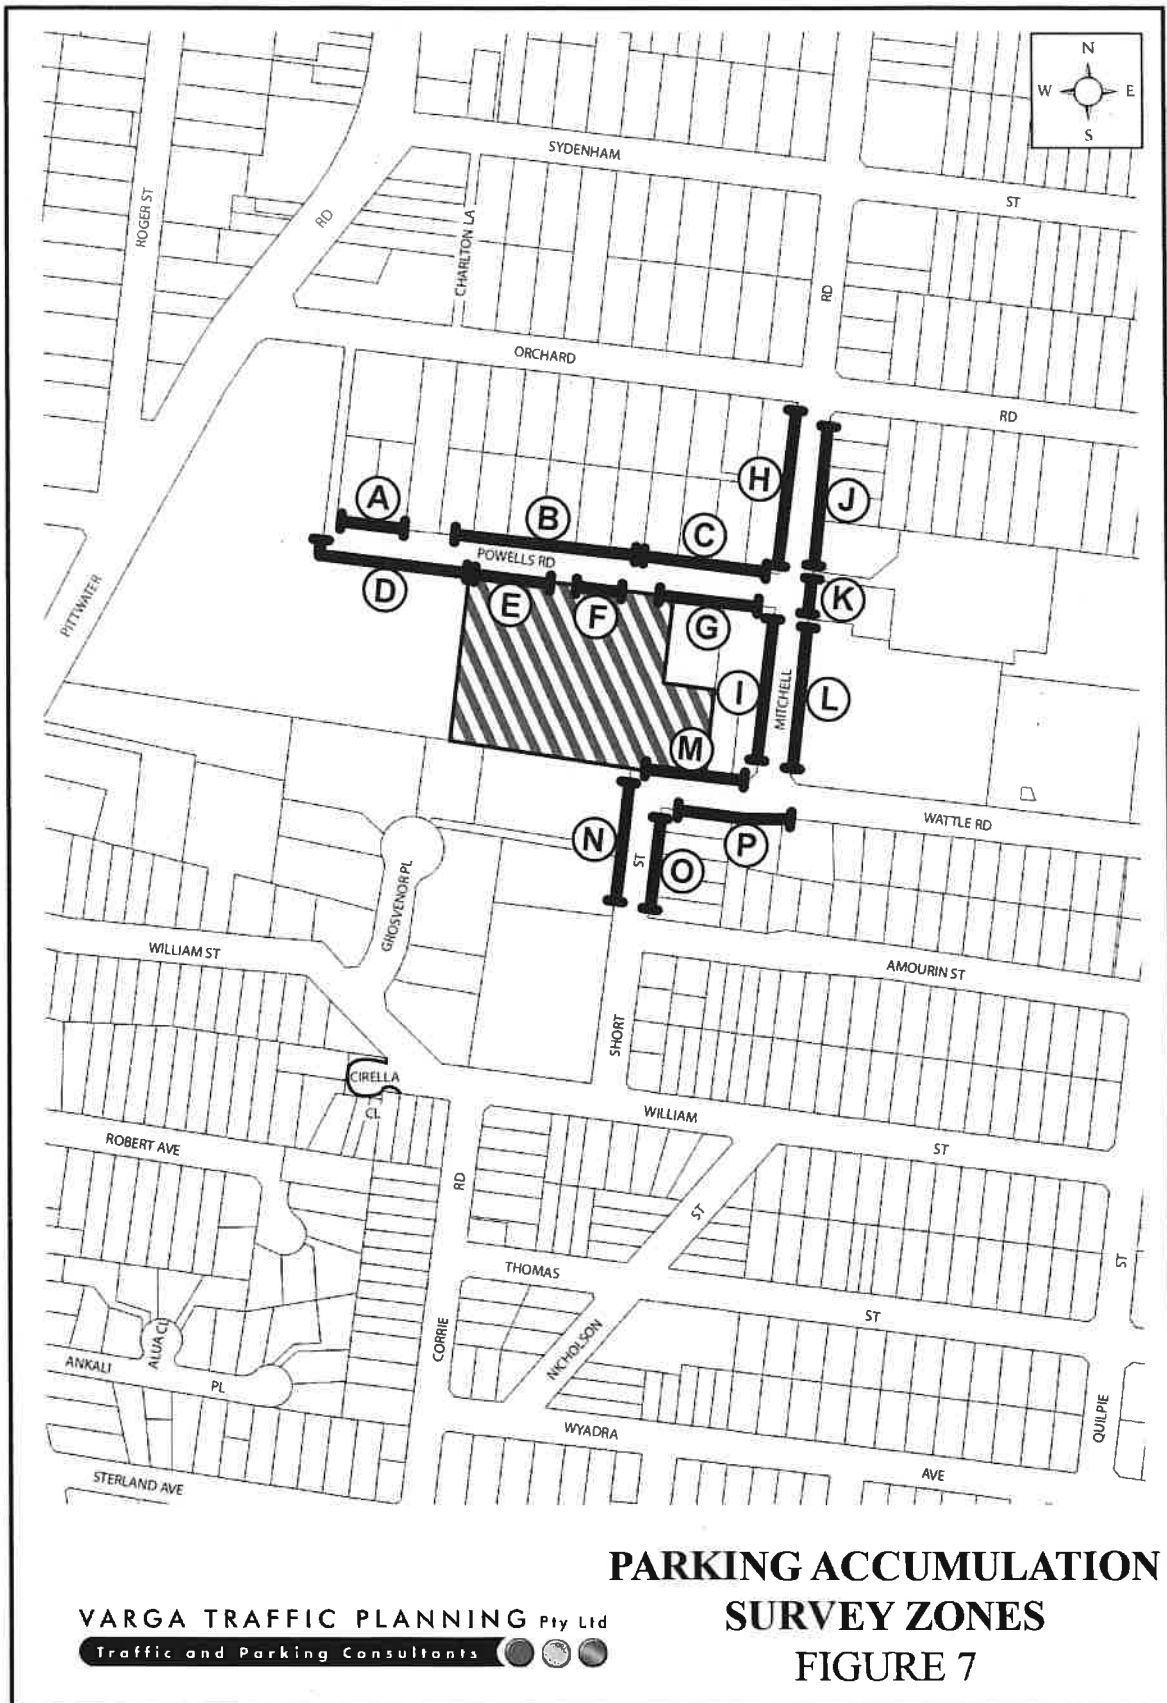 N
W E
S
SYDENHAM
ST
ROGER ST
RD
CHARLTON LA
RD
ORCHARD
RD
H
J
A
B
C
POWELLS RD
D
E
F
G
K
PITTWATER
I
MITCHELL
L
M
N
ST
O
P
WATTLE RD
GROSVENOR PL
WILLIAM ST
AMOURIN ST
SHORT
CIRELLA
CL
WILLIAM
ST
ROBERT AVE
RD
ST
THOMAS
ST
ST
CORRIE
NICHOLSON
ALUA CL
ANKALI
PL
QUILPIE
WYADRA
AVE
STERLAND AVE
PARKING ACCUMULATION
SURVEY ZONES
FIGURE 7
VARGA TRAFFIC PLANNING Pty Ltd
Traffic and Parking Consultants